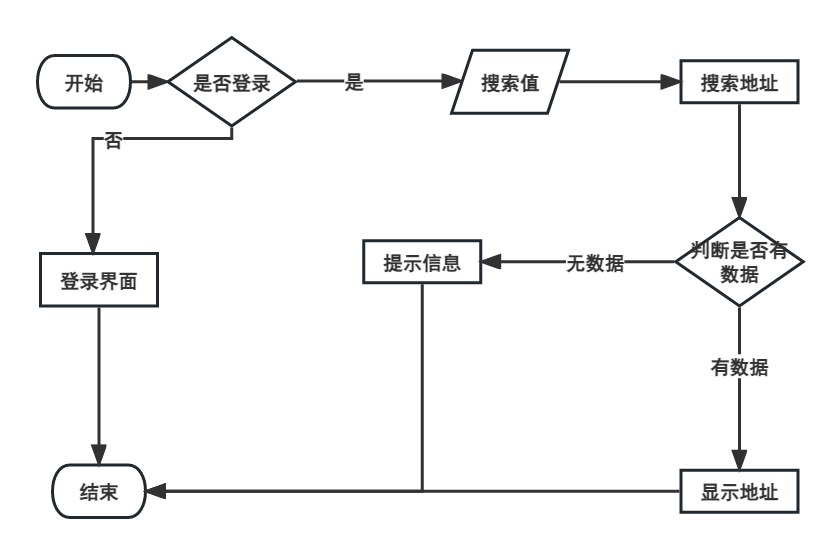 开始
是否登录
是
搜索值
搜索地址
否
判断是否有
数据
无数据
提示信息
登录界面
有数据
结束
显示地址